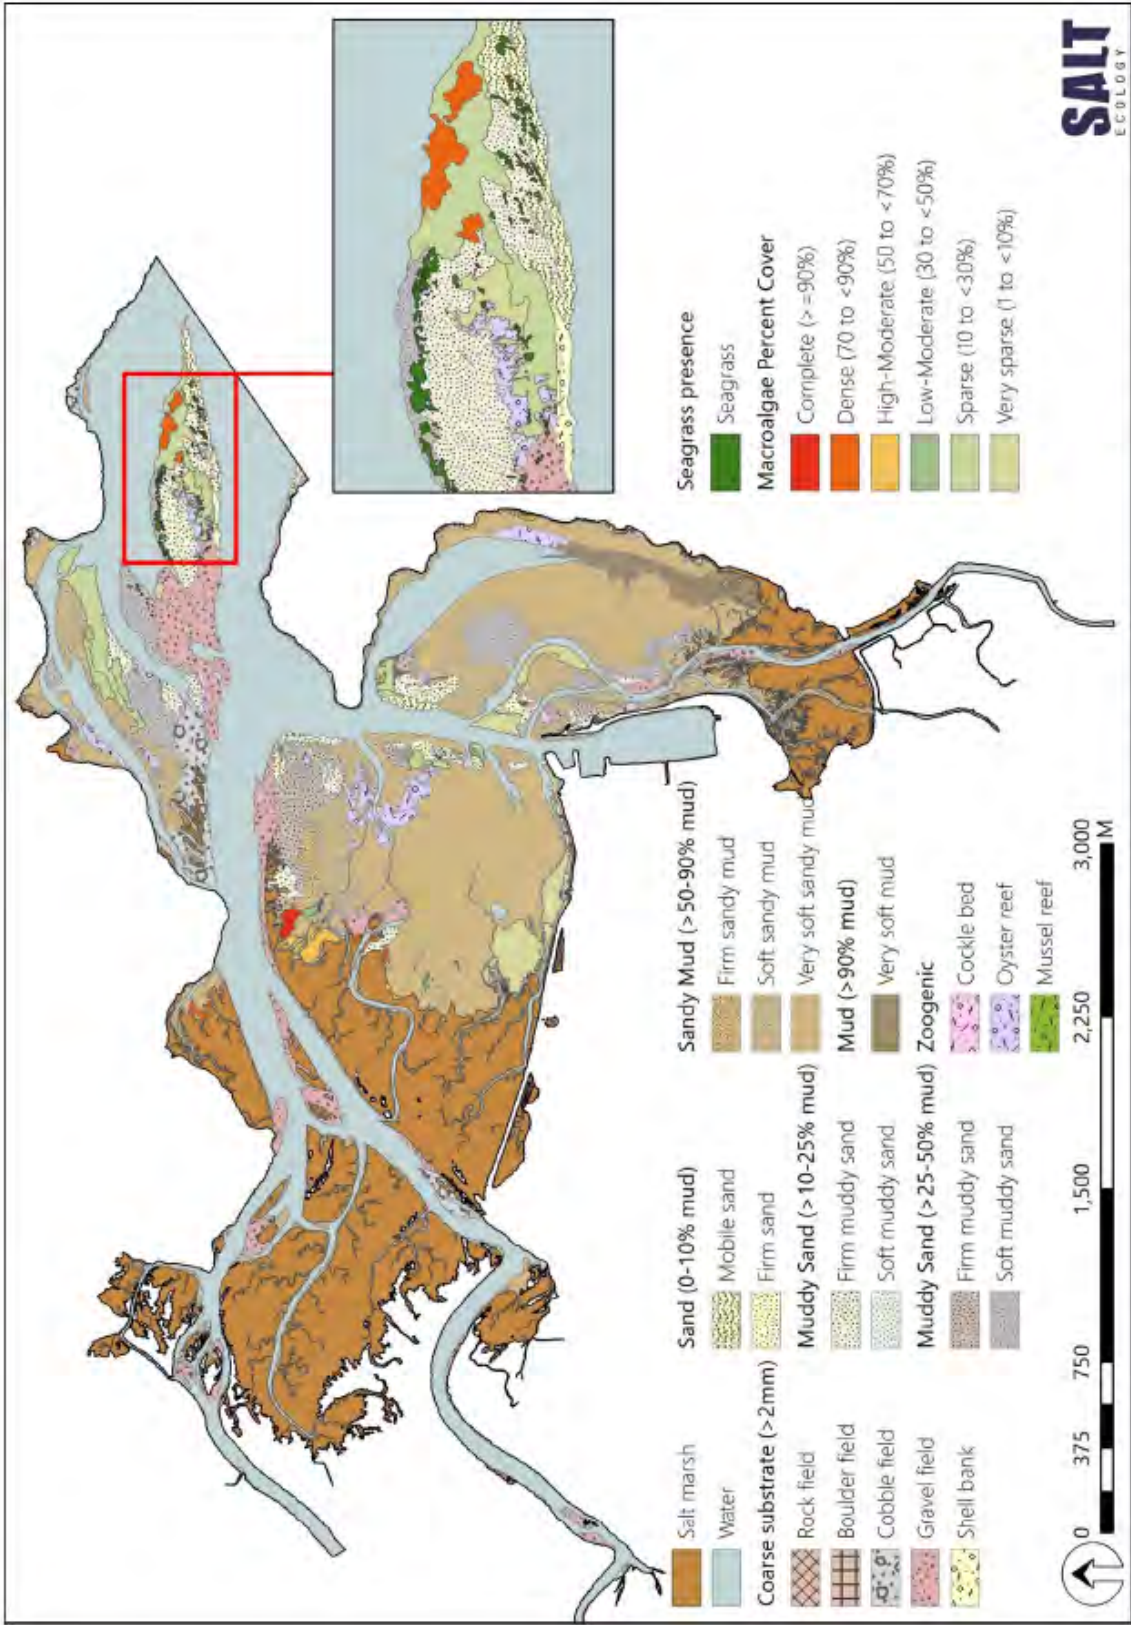 SALT
ECOLOGY
Salt marsh
Water
Coarse substrate (>2mm)
Rock field
Boulder field
Cobble field
Gravel field
Shell bank
Sand (0-10% mud)
Mobile sand
Firm sand
Muddy Sand (>10-25% mud)
Firm muddy sand
Soft muddy sand
Muddy Sand (>25-50% mud)
Firm muddy sand
Soft muddy sand
Sandy Mud (>50-90% mud)
Firm sandy mud
Soft sandy mud
Very soft sandy mud
Mud (>90% mud)
Very soft mud
Zoogenic
Cockle bed
Oyster reef
Mussel reef
Seagrass presence
Seagrass
Macroalgae Percent Cover
Complete (>=90%)
Dense (70 to <90%)
High-Moderate (50 to <70%)
Low-Moderate (30 to <50%)
Sparse (10 to <30%)
Very sparse (1 to <10%)
0 375 750 1,500 2,250 3,000
M